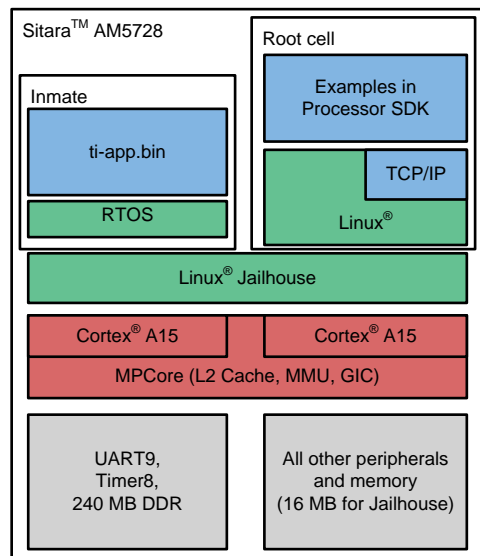 Sitara™ AM5728
Root cell
Examples in
Processor SDK
Inmate
ti-app.bin
TCP/IP
RTOS
Linux®
Linux® Jailhouse
Cortex® A15
Cortex® A15
MPCore (L2 Cache, MMU, GIC)
UART9,
Timer8,
240 MB DDR
All other peripherals
and memory
(16 MB for Jailhouse)